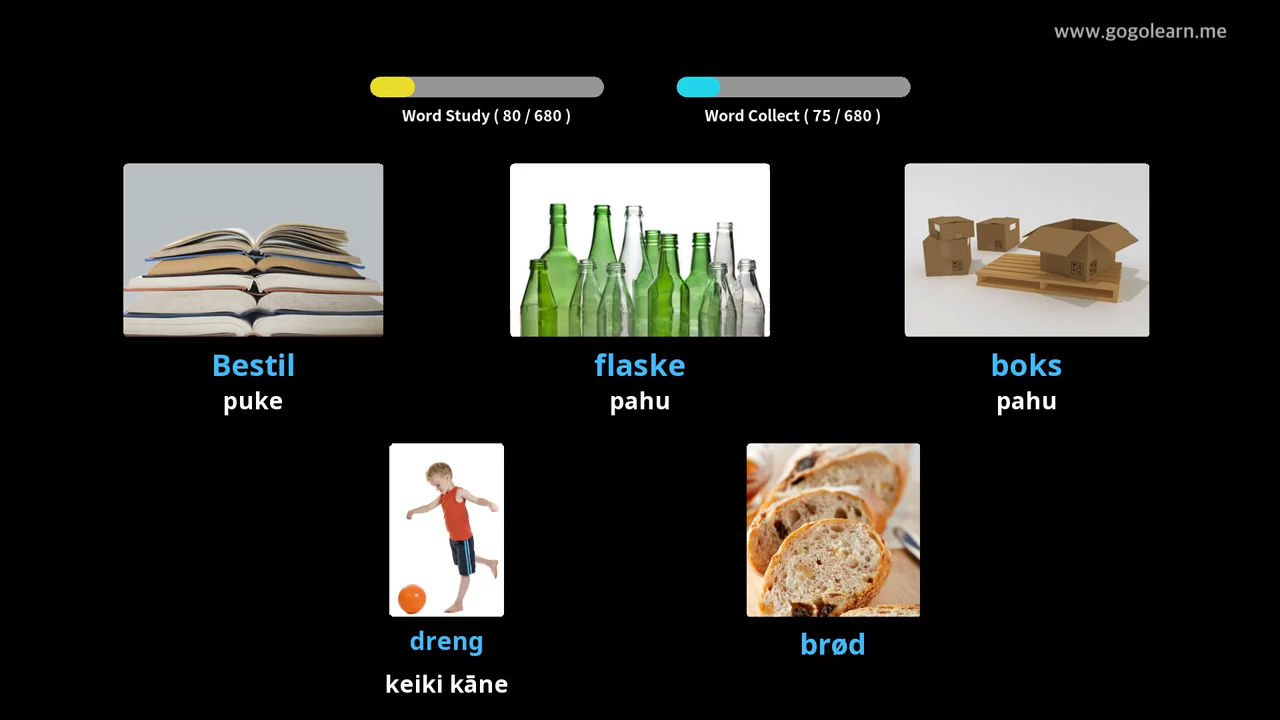 www.gogolearn.me
Word Study ( 80 / 680 )
Word Collect ( 75 / 680 )
Bestil
flaske
boks
puke
pahu
pahu
dreng
brød
keiki kāne